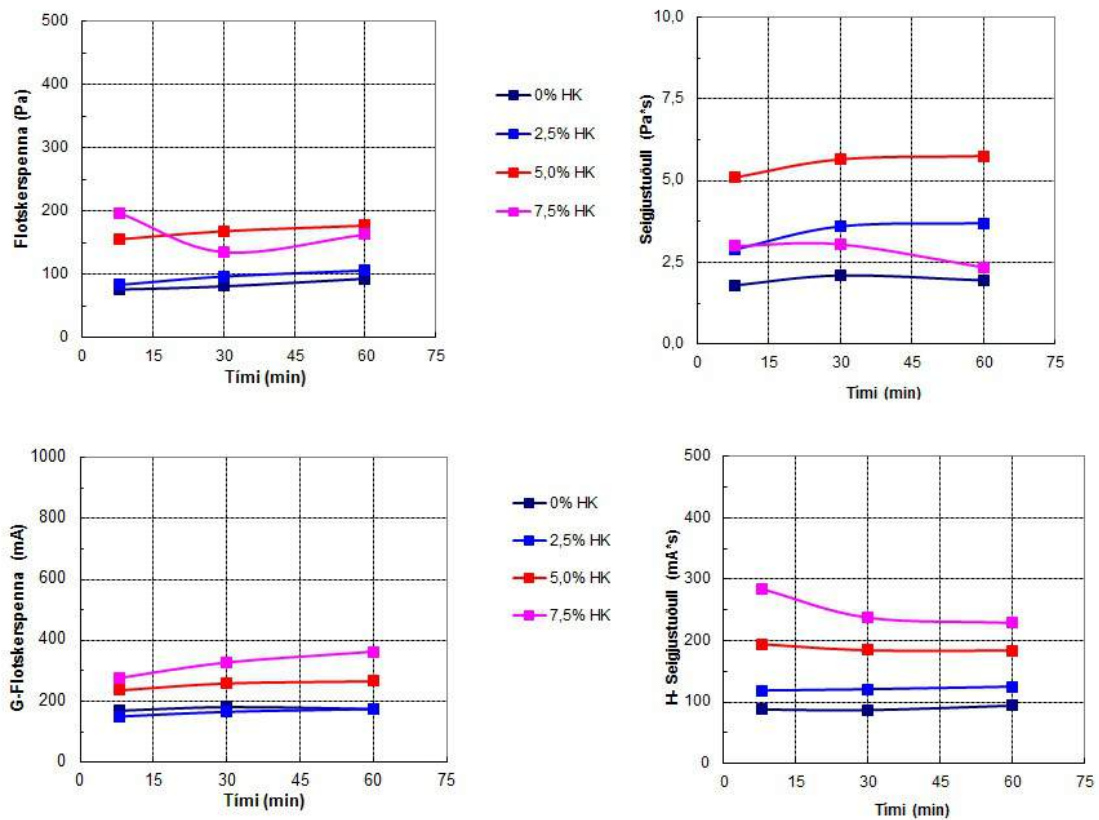 Flotskerspenna (Pa)
500
400
300
200
100
0
0 15 30 45 60 75
Tími (min)
0% HK
2,5% HK
5,0% HK
7,5% HK
Seigjustuðull (Pa*s)
10,0
7,5
5,0
2,5
0,0
0 15 30 45 60 75
Tími (min)
G-Flotskerspenna (mA)
1000
800
600
400
200
0
0 15 30 45 60 75
Tími (min)
0% HK
2,5% HK
5,0% HK
7,5% HK
H- Seigjustuðull (mA*s)
500
400
300
200
100
0
0 15 30 45 60 75
Tími (min)